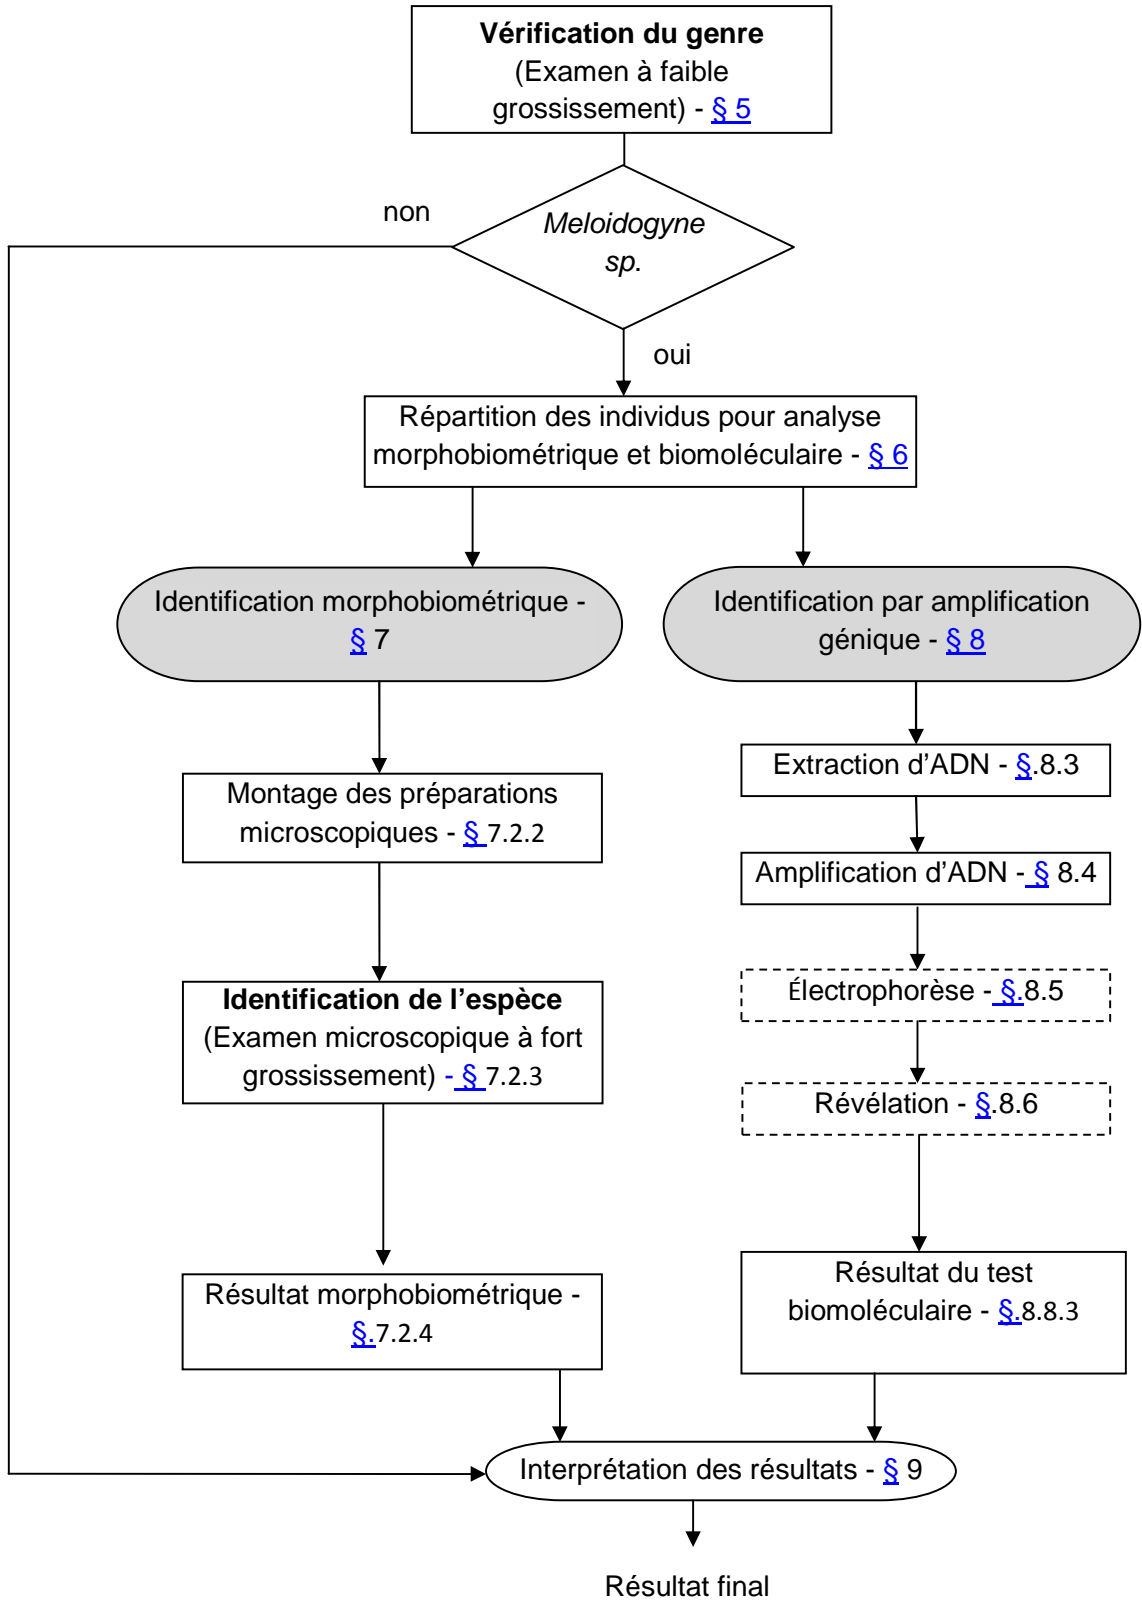 Vérification du genre
(Examen à faible
grossissement) - § 5
non
Meloidogyne
sp.
oui
Répartition des individus pour analyse
morphobiométrique et biomoléculaire - § 6
Identification morphobiométrique -
§ 7
Identification par amplification
génique - § 8
Montage des préparations
microscopiques - § 7.2.2
Identification de l'espèce
(Examen microscopique à fort
grossissement) - § 7.2.3
Résultat morphobiométrique -
§.7.2.4
Extraction d'ADN - §.8.3
Amplification d'ADN - § 8.4
Électrophorèse - §.8.5
Révélation - §.8.6
Résultat du test
biomoléculaire - §.8.8.3
Interprétation des résultats - § 9
Résultat final